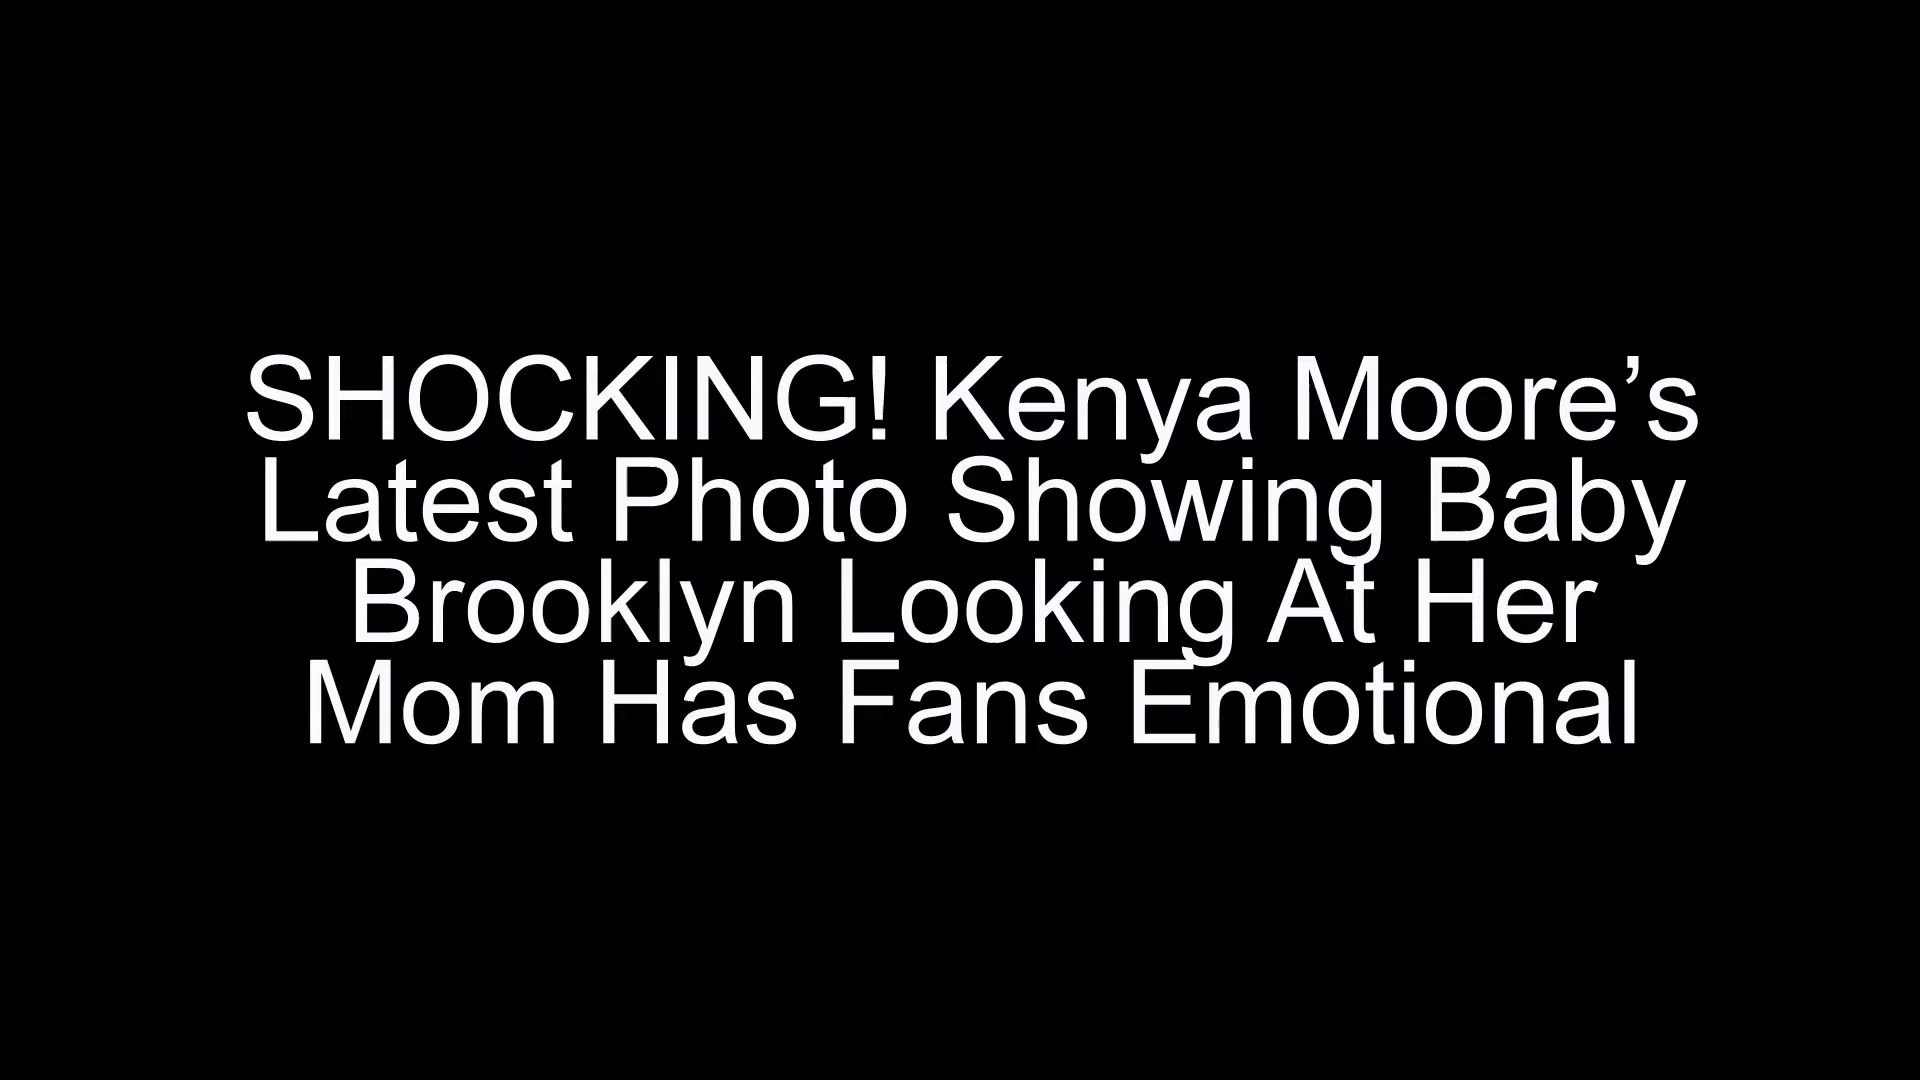 SHOCKING! Kenya Moore’s
Latest Photo Showing Baby
Brooklyn Looking At Her
Mom Has Fans Emotional